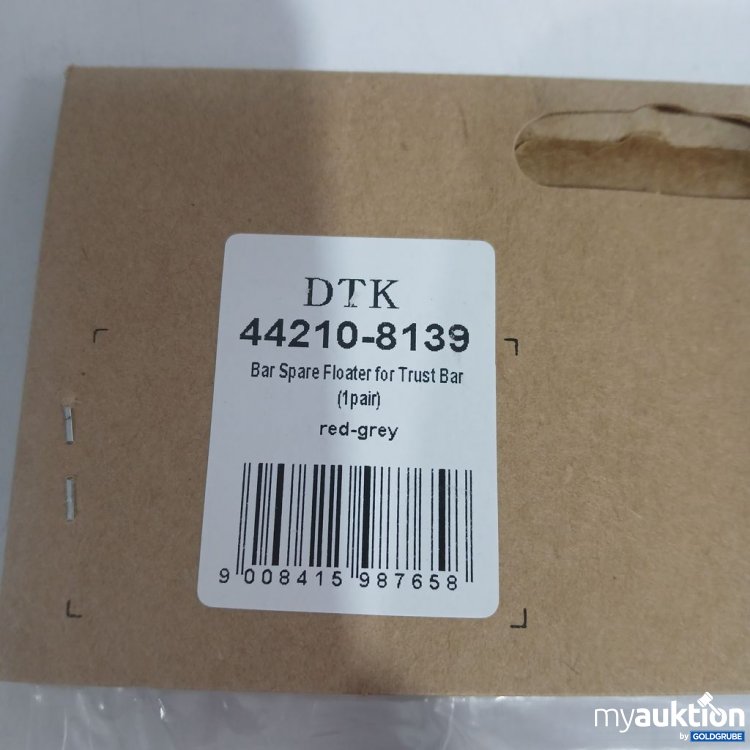 DTK
44210-8139
Bar Spare Floater for Trust Bar
(1pair)
red-grey
9 008415 987658
myauktion
by GOLDGRUBE